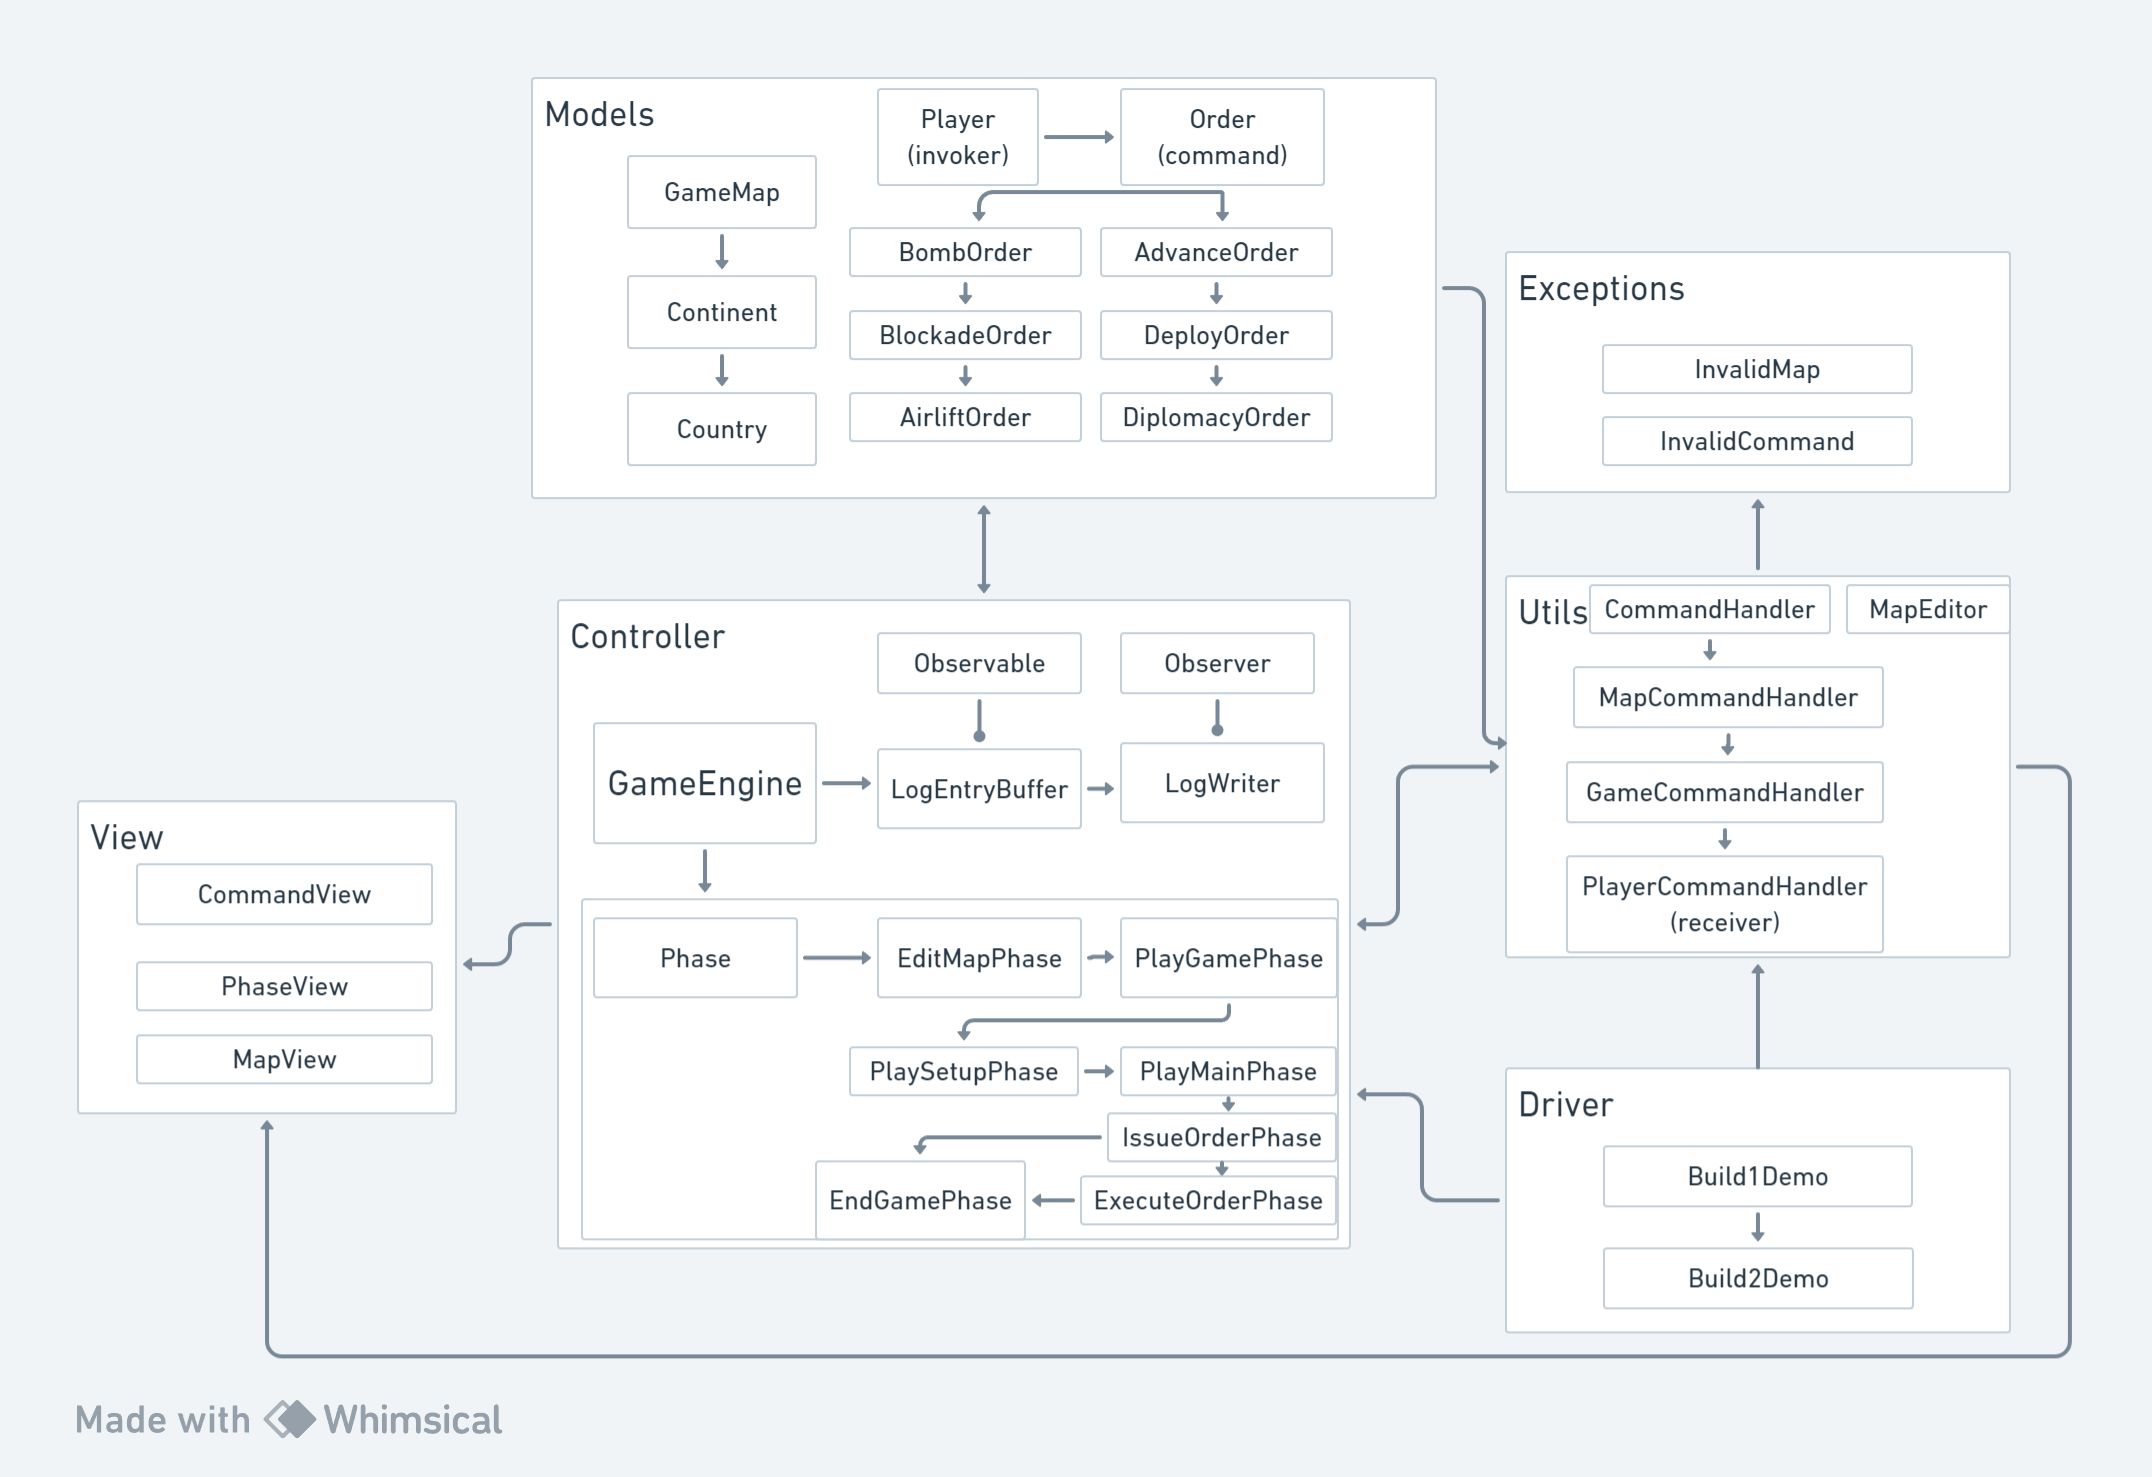 Models
Player
(invoker)
Order
(command)
GameMap
Continent
Country
BombOrder
AdvanceOrder
BlockadeOrder
DeployOrder
AirliftOrder
DiplomacyOrder
Exceptions
InvalidMap
InvalidCommand
Controller
Observable
Observer
GameEngine
LogEntryBuffer
LogWriter
Phase
EditMapPhase
PlayGamePhase
PlaySetupPhase
PlayMainPhase
IssueOrderPhase
EndGamePhase
ExecuteOrderPhase
Utils
CommandHandler
MapEditor
MapCommandHandler
GameCommandHandler
PlayerCommandHandler
(receiver)
View
CommandView
PhaseView
MapView
Driver
Build1Demo
Build2Demo
Made with Whimsical